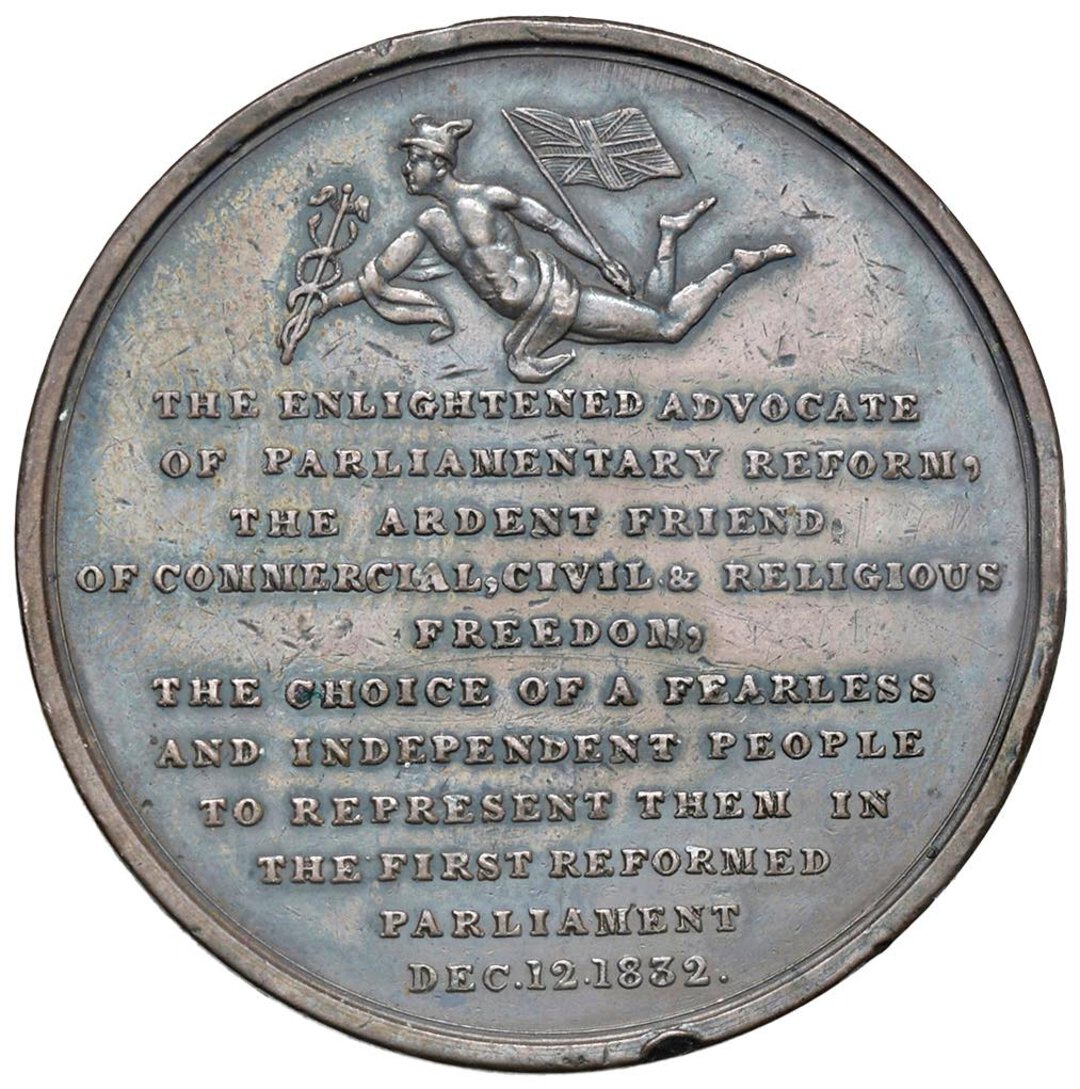 THE ENLIGHTENED ADVOCATE
OF PARLIAMENTARY REFORM,
THE ARDENT FRIEND,
OF COMMERCIAL, CIVIL & RELIGIOUS
FREEDOM,
THE CHOICE OF A FEARLESS
AND INDEPENDENT PEOPLE
TO REPRESENT THEM IN
THE FIRST REFORMED
PARLIAMENT
DEC.12.1832.